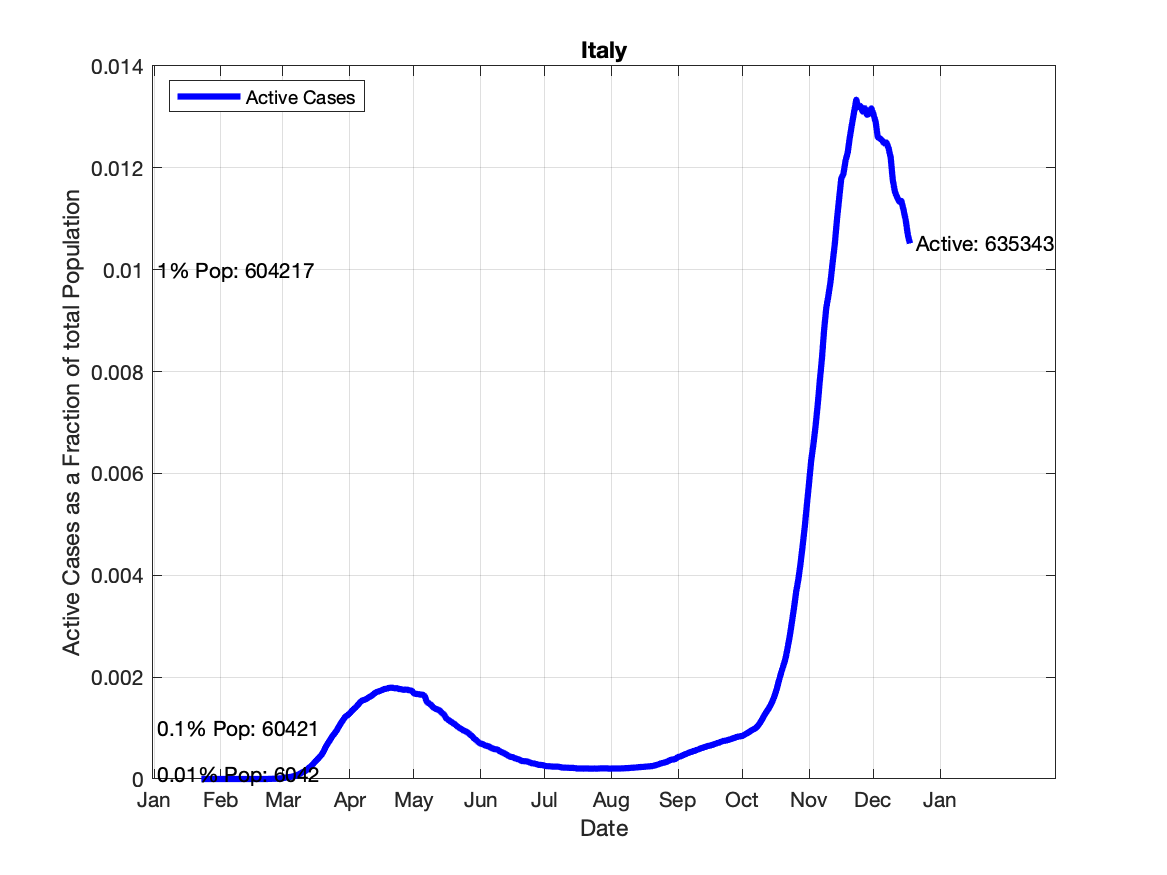 Italy
0.014
0.012
0.01
0.008
0.006
0.004
0.002
0
Active Cases as a Fraction of total Population
Active Cases
1% Pop: 604217
0.1% Pop: 60421
0.01% Pop: 6042
Active: 635343
Jan Feb Mar Apr May Jun Jul Aug Sep Oct Nov Dec Jan
Date